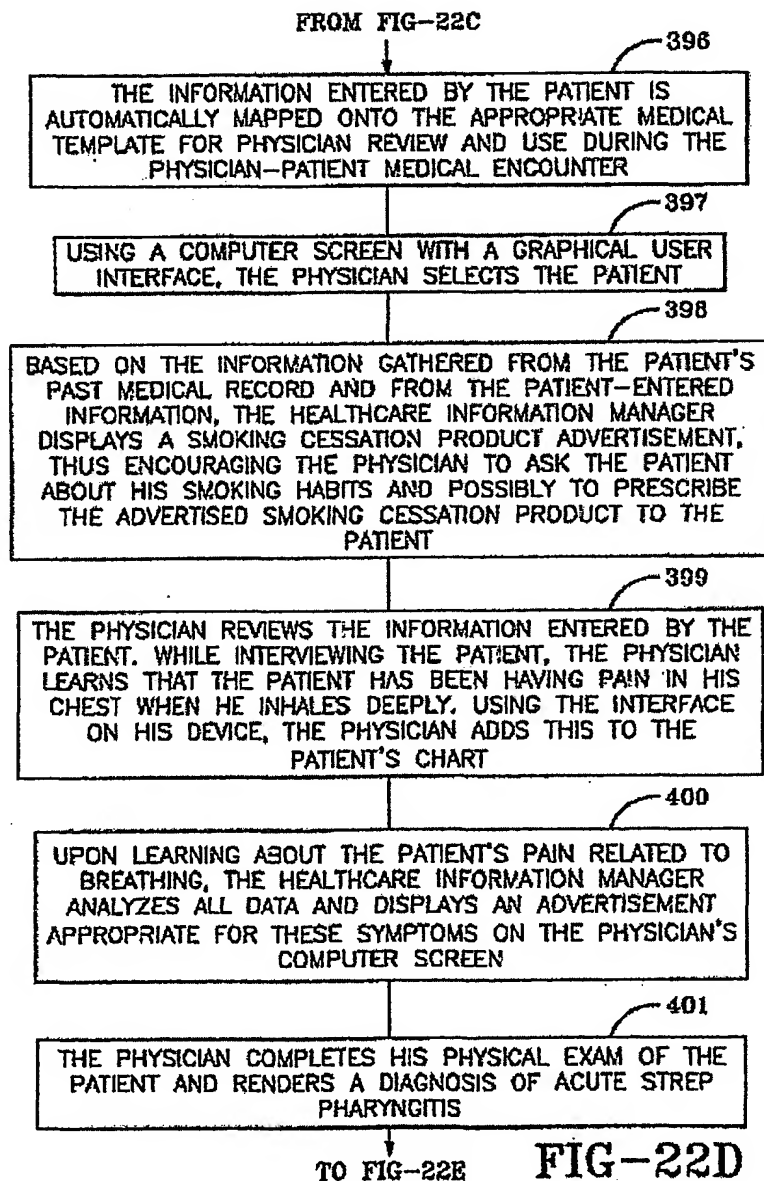 FROM FIG-22C
396
THE INFORMATION ENTERED BY THE PATIENT IS
AUTOMATICALLY MAPPED ONTO THE APPROPRIATE MEDICAL
TEMPLATE FOR PHYSICIAN REVIEW AND USE DURING THE
PHYSICIAN-PATIENT MEDICAL ENCOUNTER
397
USING A COMPUTER SCREEN WITH A GRAPHICAL USER
INTERFACE, THE PHYSICIAN SELECTS THE PATIENT
398
BASED ON THE INFORMATION GATHERED FROM THE PATIENT'S
PAST MEDICAL RECORD AND FROM THE PATIENT-ENTERED
INFORMATION, THE HEALTHCARE INFORMATION MANAGER
DISPLAYS A SMOKING CESSATION PRODUCT ADVERTISEMENT,
THUS ENCOURAGING THE PHYSICIAN TO ASK THE PATIENT
ABOUT HIS SMOKING HABITS AND POSSIBLY TO PRESCRIBE
THE ADVERTISED SMOKING CESSATION PRODUCT TO THE
PATIENT
399
THE PHYSICIAN REVIEWS THE INFORMATION ENTERED BY THE
PATIENT. WHILE INTERVIEWING THE PATIENT, THE PHYSICIAN
LEARNS THAT THE PATIENT HAS BEEN HAVING PAIN IN HIS
CHEST WHEN HE INHALES DEEPLY. USING THE INTERFACE
ON HIS DEVICE, THE PHYSICIAN ADDS THIS TO THE
PATIENT'S CHART
400
UPON LEARNING ABOUT THE PATIENT'S PAIN RELATED TO
BREATHING, THE HEALTHCARE INFORMATION MANAGER
ANALYZES ALL DATA AND DISPLAYS AN ADVERTISEMENT
APPROPRIATE FOR THESE SYMPTOMS ON THE PHYSICIAN'S
COMPUTER SCREEN
401
THE PHYSICIAN COMPLETES HIS PHYSICAL EXAM OF THE
PATIENT AND RENDERS A DIAGNOSIS OF ACUTE STREP
PHARYNGITIS
TO FIG-22E
FIG-22D